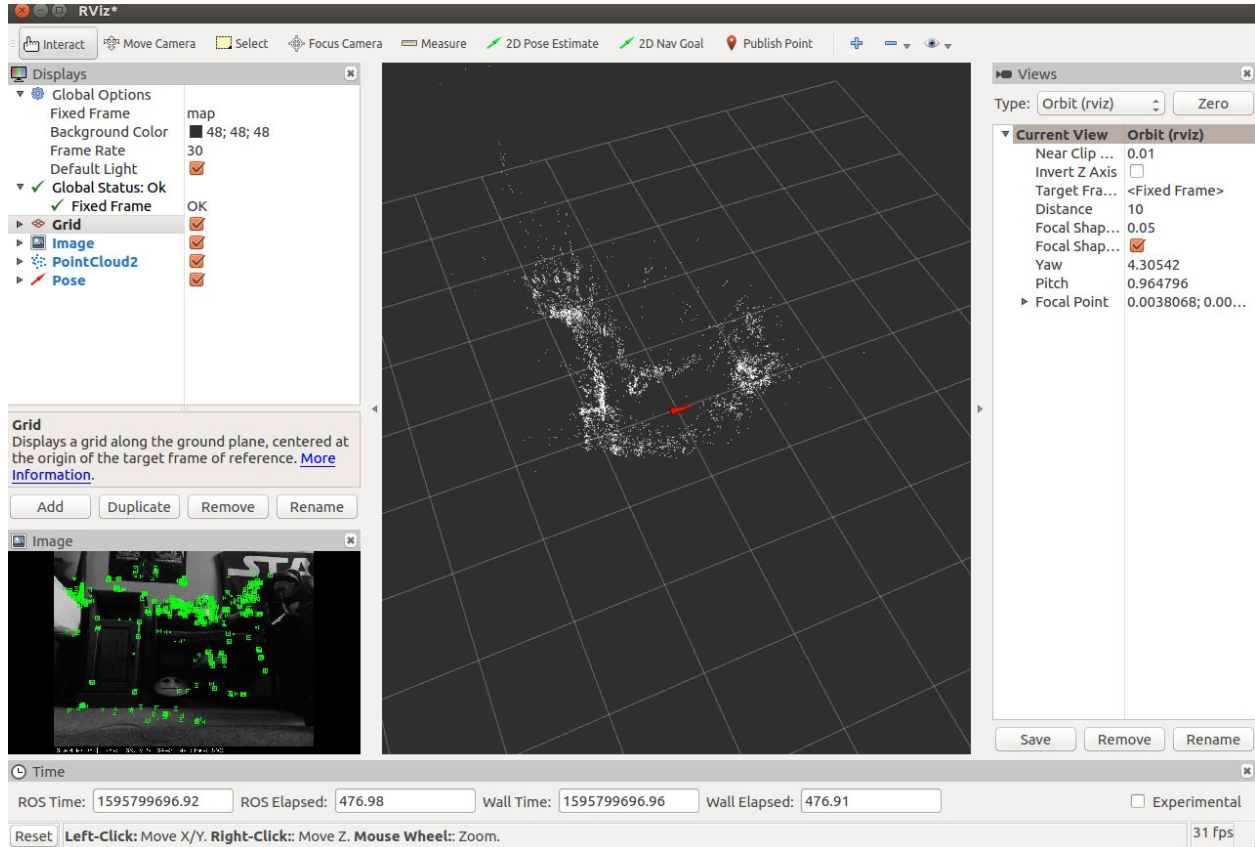 RViz*
Interact Move Camera Select Focus Camera Measure 2D Pose Estimate 2D Nav Goal Publish Point
Displays
Global Options
Fixed Frame map
Background Color 48; 48; 48
Frame Rate 30
Default Light
Global Status: Ok
Fixed Frame OK
Grid
Image
PointCloud2
Pose
Grid
Displays a grid along the ground plane, centered at
the origin of the target frame of reference. More
Information.
Add Duplicate Remove Rename
Image
STA
Views
Type: Orbit (rviz) Zero
Current View Orbit (rviz)
Near Clip ... 0.01
Invert Z Axis
Target Fra... <Fixed Frame>
Distance 10
Focal Shap... 0.05
Focal Shap...
Yaw 4.30542
Pitch 0.964796
Focal Point 0.0038068; 0.00...
Save Remove Rename
Time
ROS Time: 1595799696.92 ROS Elapsed: 476.98 Wall Time: 1595799696.96 Wall Elapsed: 476.91 Experimental
Reset Left-Click: Move X/Y. Right-Click:: Move Z. Mouse Wheel:: Zoom. 31 fps